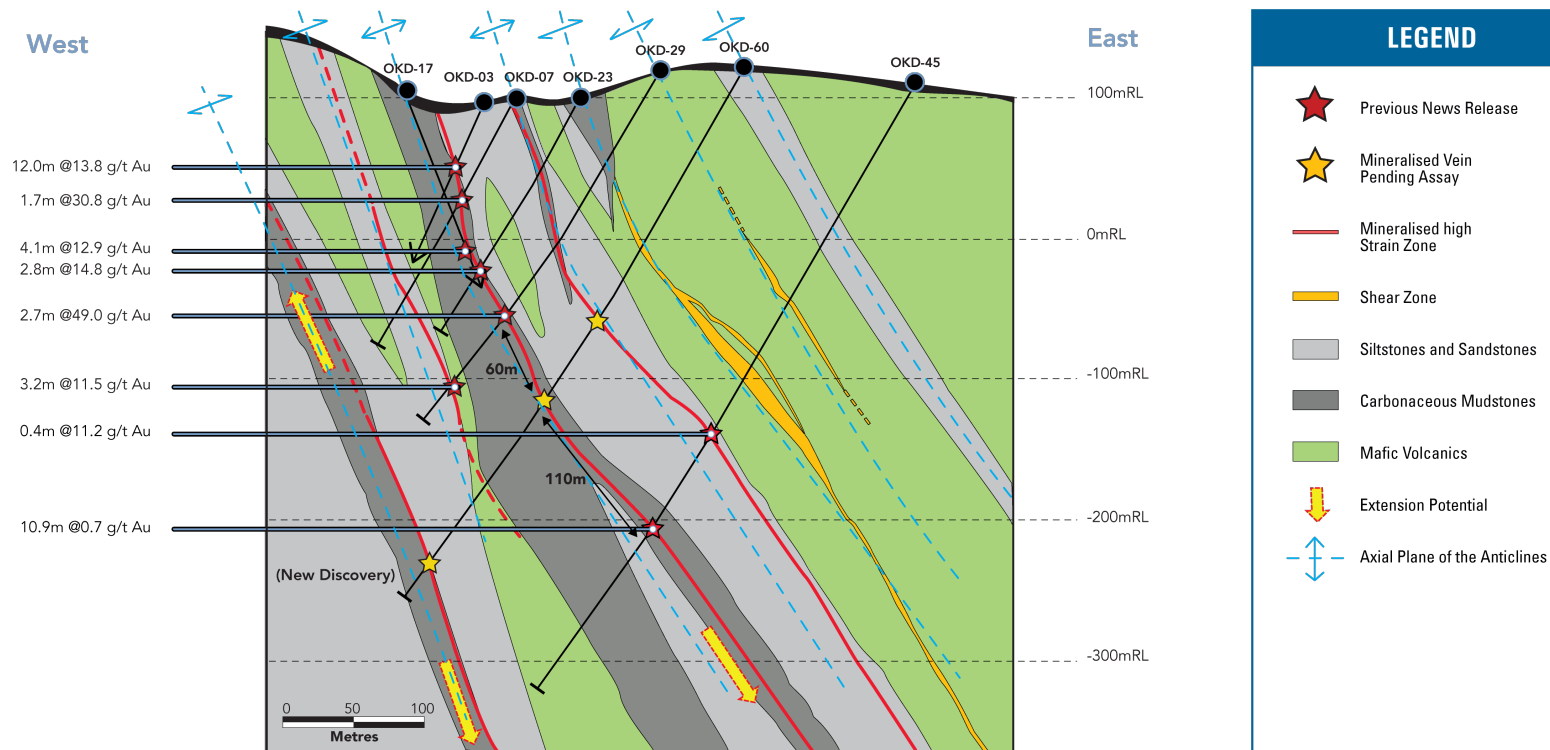 West
East
OKD-17
OKD-03
OKD-07
OKD-23
OKD-29
OKD-60
OKD-45
100mRL
0mRL
-100mRL
-200mRL
-300mRL
12.0m @13.8 g/t Au
1.7m @30.8 g/t Au
4.1m @12.9 g/t Au
2.8m @14.8 g/t Au
2.7m @49.0 g/t Au
3.2m @11.5 g/t Au
0.4m @11.2 g/t Au
10.9m @0.7 g/t Au
60m
110m
(New Discovery)
0 50 100
Metres
LEGEND
Previous News Release
Mineralised Vein
Pending Assay
Mineralised high
Strain Zone
Shear Zone
Siltstones and Sandstones
Carbonaceous Mudstones
Mafic Volcanics
Extension Potential
Axial Plane of the Anticlines